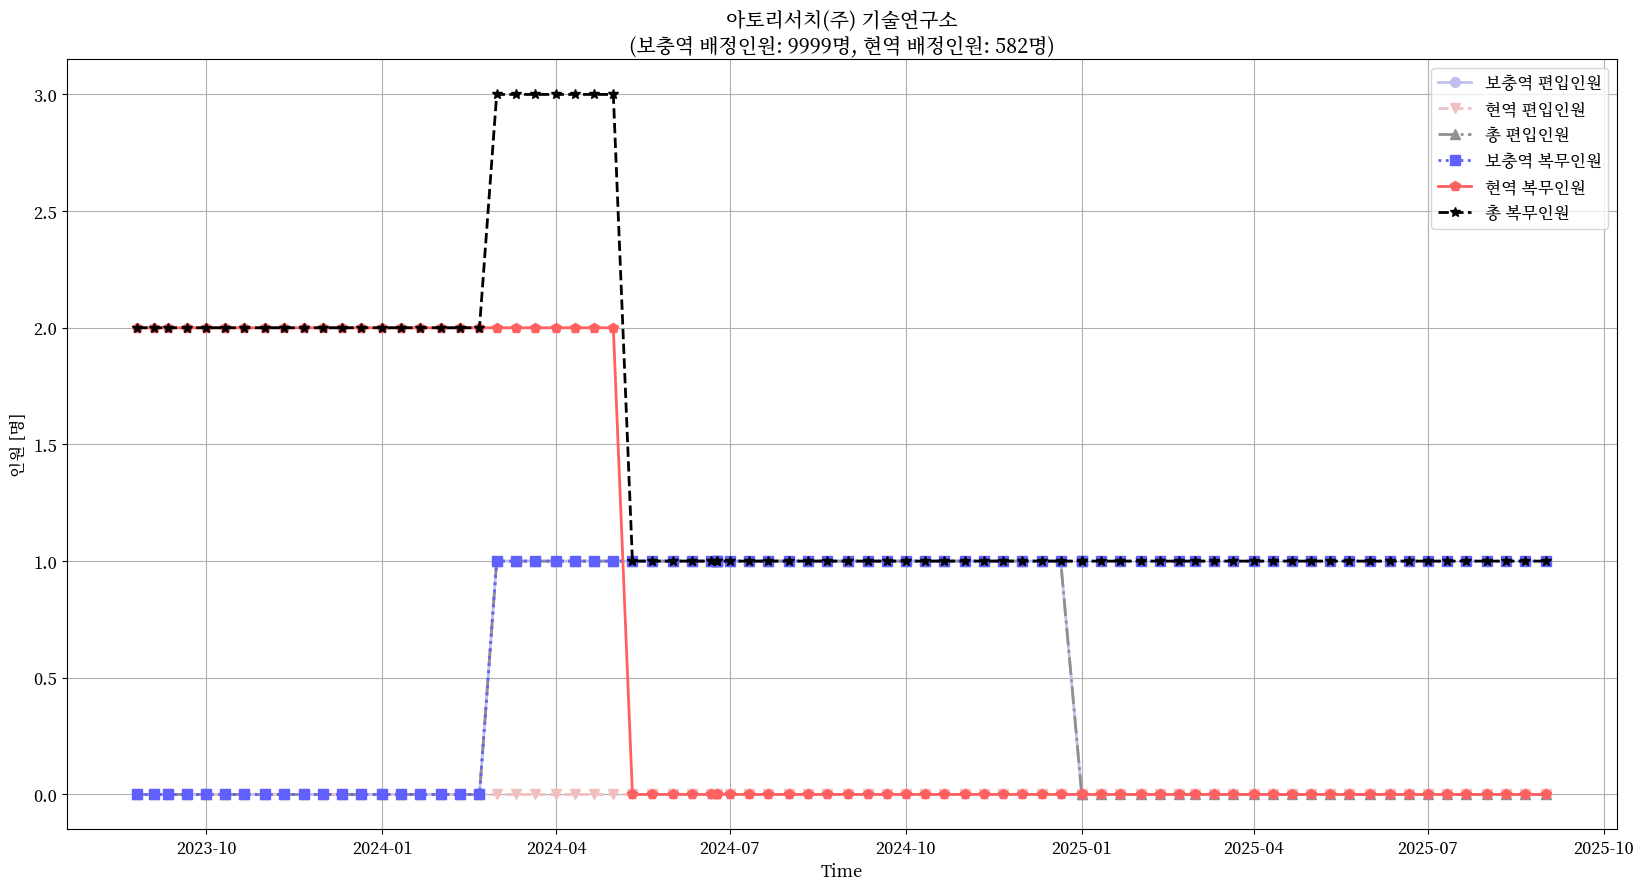 아토리서치(주) 기술연구소
(보충역 배정인원: 9999명, 현역 배정인원: 582명)
보충역 편입인원
현역 편입인원
총 편입인원
보충역 복무인원
현역 복무인원
총 복무인원
인원 [명]
3.0
2.5
2.0
1.5
1.0
0.5
0.0
2023-10
2024-01
2024-04
2024-07
2024-10
2025-01
2025-04
2025-07
2025-10
Time